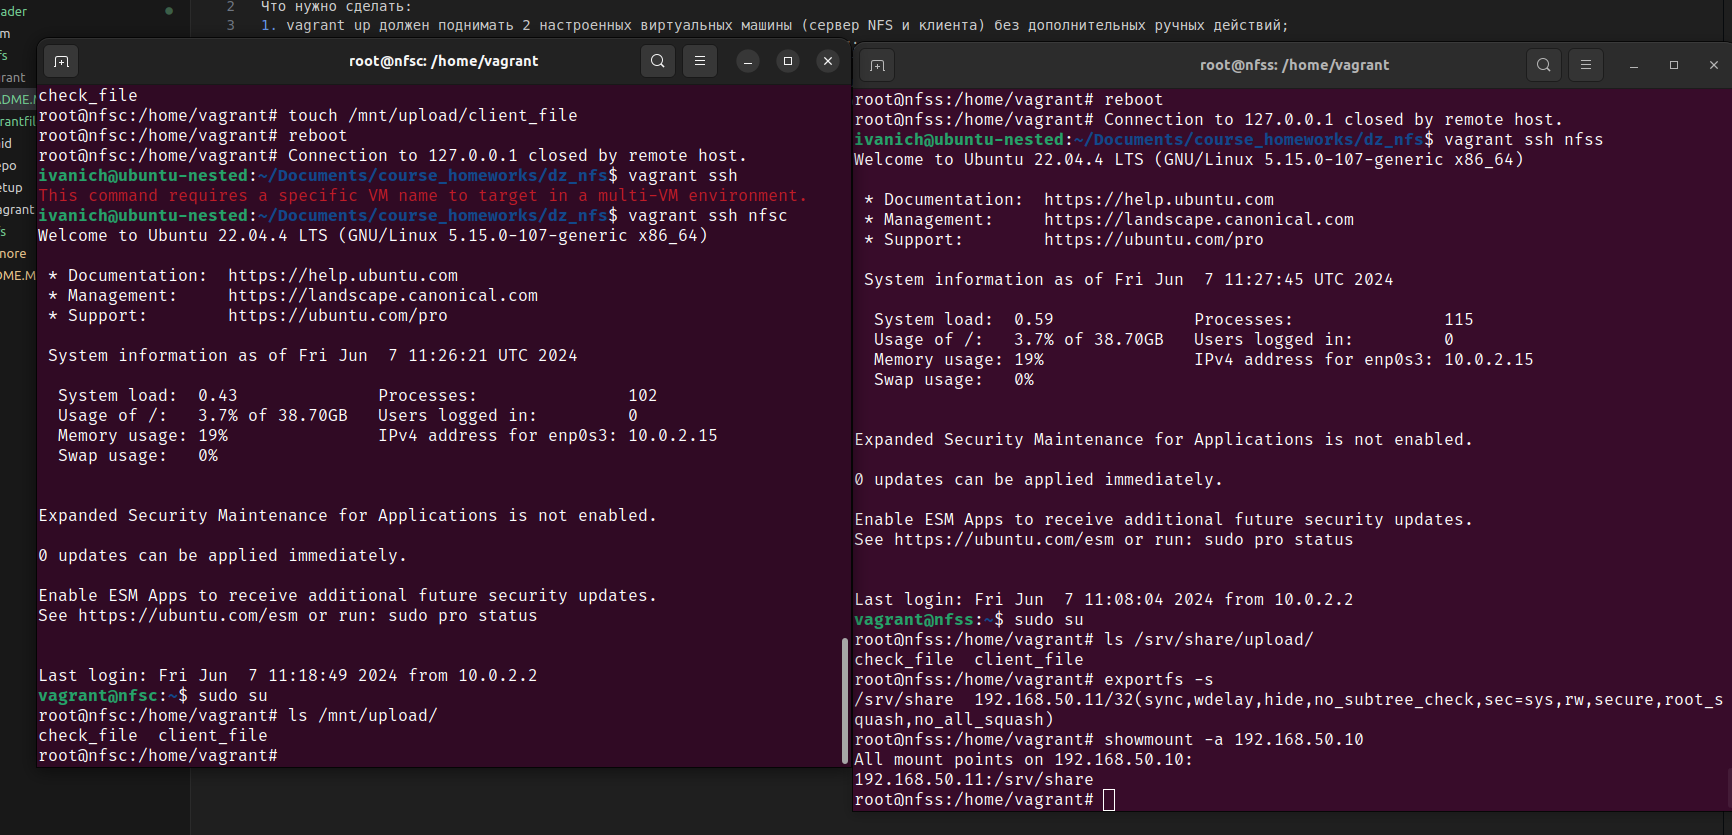 ader
m
fs
grant
ADME.M
rantfil
id
epo
etup
agrant
fs
nore
DME.M
2 Что нужно сделать:
3 1. vagrant up должен поднимать 2 настроенных виртуальных машины (сервер NFS и клиента) без дополнительных ручных действий;
root@nfsc: /home/vagrant
check_file
root@nfsc:/home/vagrant# touch /mnt/upload/client_file
root@nfsc:/home/vagrant# reboot
root@nfsc:/home/vagrant# Connection to 127.0.0.1 closed by remote host.
ivanich@ubuntu-nested:~/Documents/course_homeworks/dz_nfs$ vagrant ssh
This command requires a specific VM name to target in a multi-VM environment.
ivanich@ubuntu-nested:~/Documents/course_homeworks/dz_nfs$ vagrant ssh nfsc
Welcome to Ubuntu 22.04.4 LTS (GNU/Linux 5.15.0-107-generic x86_64)
* Documentation:  https://help.ubuntu.com
* Management:     https://landscape.canonical.com
* Support:        https://ubuntu.com/pro
System information as of Fri Jun  7 11:26:21 UTC 2024
System load:  0.43              Processes:               102
Usage of /:   3.7% of 38.70GB   Users logged in:         0
Memory usage: 19%               IPv4 address for enp0s3: 10.0.2.15
Swap usage:   0%
Expanded Security Maintenance for Applications is not enabled.
0 updates can be applied immediately.
Enable ESM Apps to receive additional future security updates.
See https://ubuntu.com/esm or run: sudo pro status
Last login: Fri Jun  7 11:18:49 2024 from 10.0.2.2
vagrant@nfsc:~$ sudo su
root@nfsc:/home/vagrant# ls /mnt/upload/
check_file  client_file
root@nfsc:/home/vagrant#
root@nfss: /home/vagrant
root@nfss:/home/vagrant# reboot
root@nfss:/home/vagrant# Connection to 127.0.0.1 closed by remote host.
ivanich@ubuntu-nested:~/Documents/course_homeworks/dz_nfs$ vagrant ssh nfss
Welcome to Ubuntu 22.04.4 LTS (GNU/Linux 5.15.0-107-generic x86_64)
* Documentation:  https://help.ubuntu.com
* Management:     https://landscape.canonical.com
* Support:        https://ubuntu.com/pro
System information as of Fri Jun  7 11:27:45 UTC 2024
System load:  0.59              Processes:               115
Usage of /:   3.7% of 38.70GB   Users logged in:         0
Memory usage: 19%               IPv4 address for enp0s3: 10.0.2.15
Swap usage:   0%
Expanded Security Maintenance for Applications is not enabled.
0 updates can be applied immediately.
Enable ESM Apps to receive additional future security updates.
See https://ubuntu.com/esm or run: sudo pro status
Last login: Fri Jun  7 11:08:04 2024 from 10.0.2.2
vagrant@nfss:~$ sudo su
root@nfss:/home/vagrant# ls /srv/share/upload/
check_file  client_file
root@nfss:/home/vagrant# exportfs -s
/srv/share  192.168.50.11/32(sync,wdelay,hide,no_subtree_check,sec=sys,rw,secure,root_s
quash,no_all_squash)
root@nfss:/home/vagrant# showmount -a 192.168.50.10
All mount points on 192.168.50.10:
192.168.50.11:/srv/share
root@nfss:/home/vagrant#